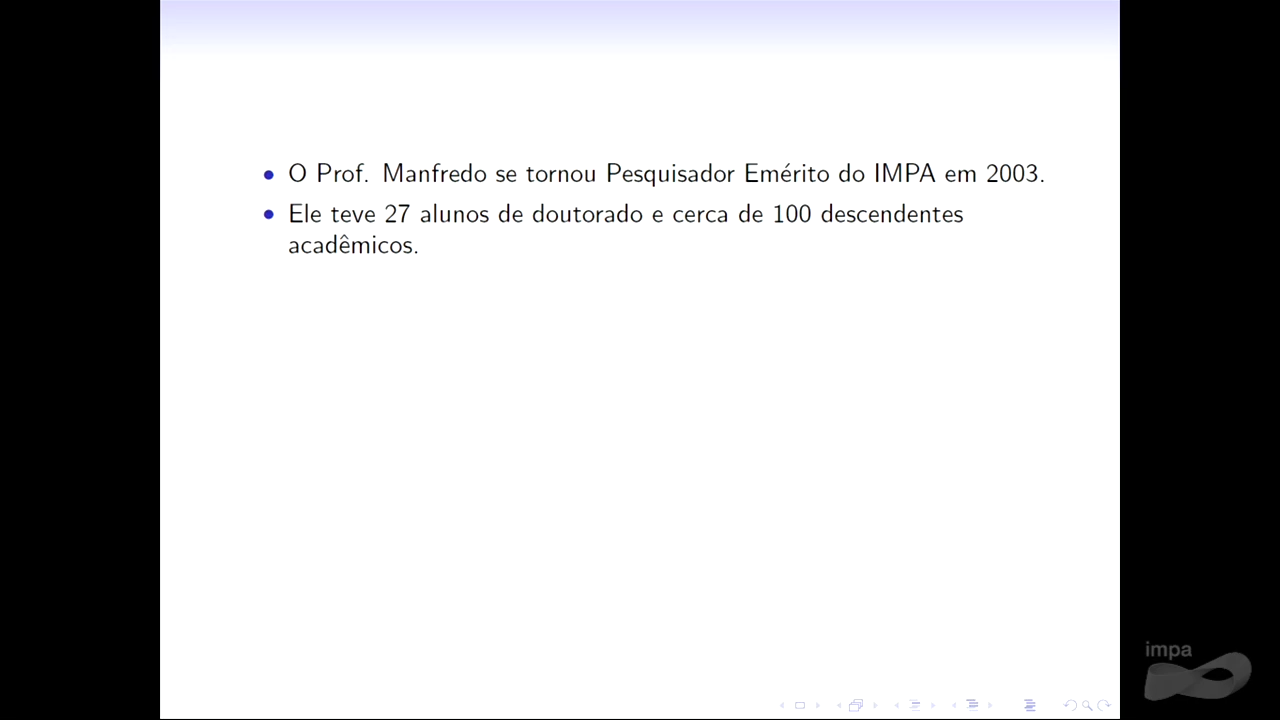 • O Prof. Manfredo se tornou Pesquisador Emérito do IMPA em 2003.
• Ele teve 27 alunos de doutorado e cerca de 100 descendentes
acadêmicos.
impa